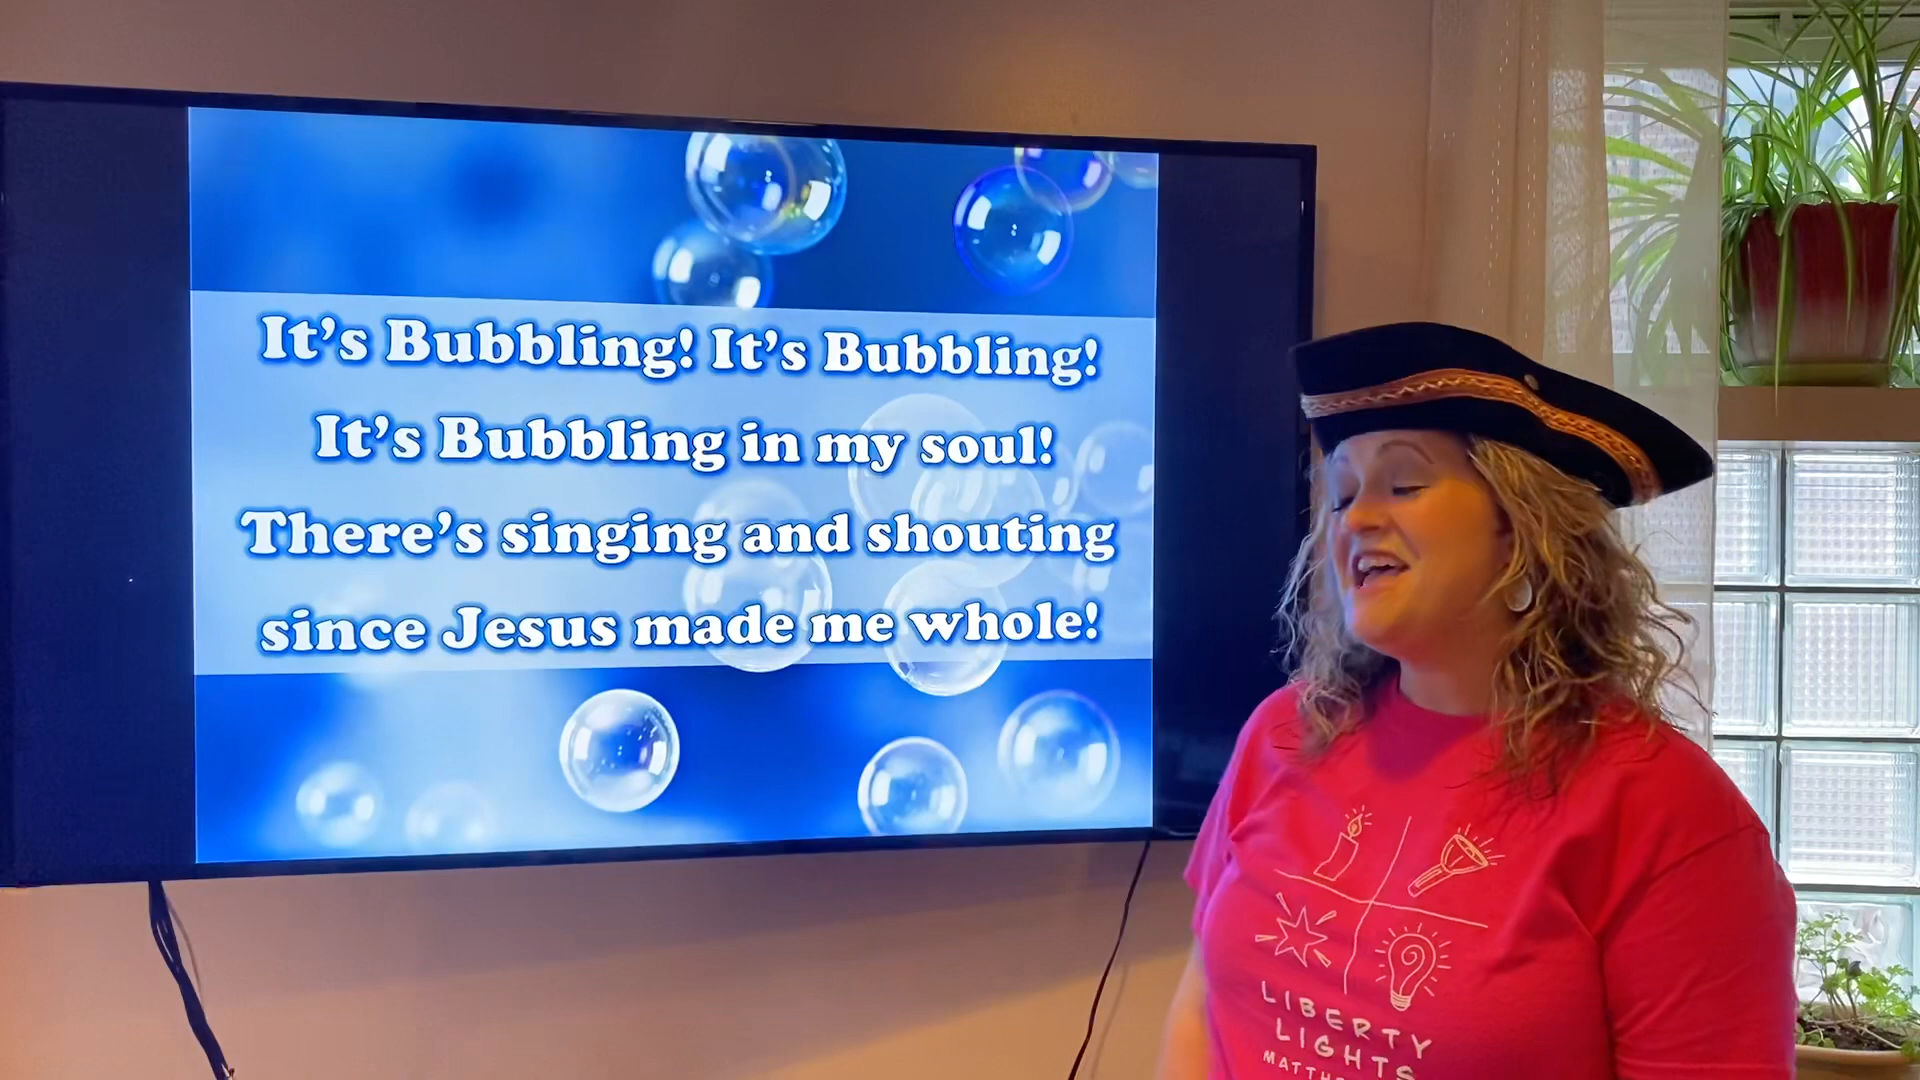 It's Bubbling! It's Bubbling!
It's Bubbling in my soul!
There's singing and shouting
since Jesus made me whole!
LIBERTY
LIGHTS